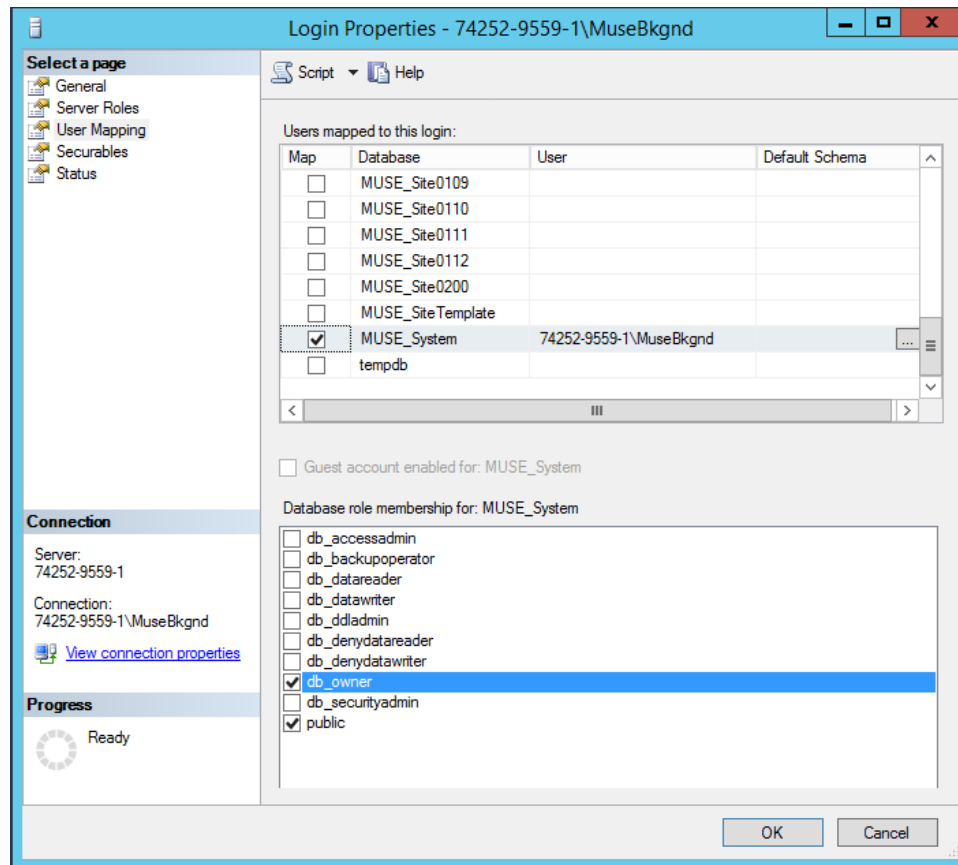 Login Properties - 74252-9559-1\MuseBkgnd
Select a page
General
Server Roles
User Mapping
Securables
Status
Script Help
Users mapped to this login:
Map Database User Default Schema
MUSE_Site0109
MUSE_Site0110
MUSE_Site0111
MUSE_Site0112
MUSE_Site0200
MUSE_SiteTemplate
MUSE_System 74252-9559-1\MuseBkgnd ...
tempdb
Guest account enabled for: MUSE_System
Database role membership for: MUSE_System
db_accessadmin
db_backupoperator
db_datareader
db_datawriter
db_ddladmin
db_denydatareader
db_denydatawriter
db_owner
db_securityadmin
public
Connection
Server:
74252-9559-1
Connection:
74252-9559-1\MuseBkgnd
View connection properties
Progress
Ready
OK Cancel